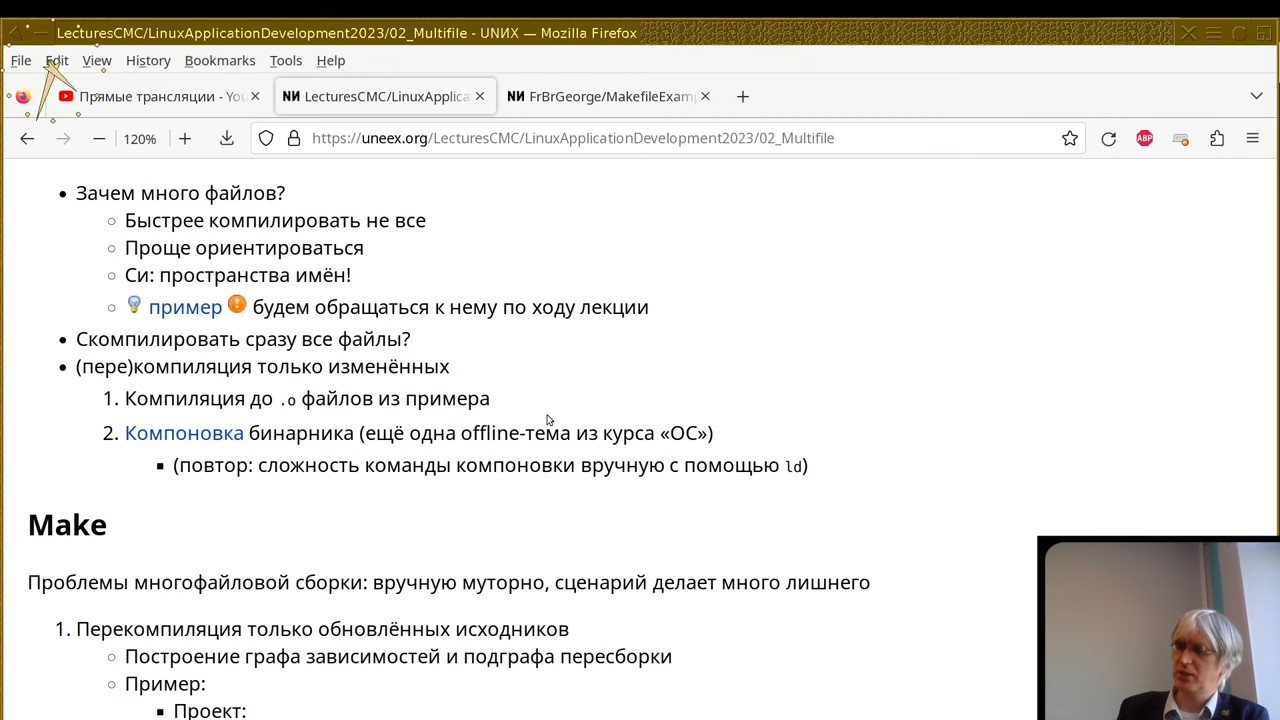 LecturesCMC/LinuxApplicationDevelopment2023/02_Multifile - UNИX — Mozilla Firefox
File Edit View History Bookmarks Tools Help
Прямые трансляции - You
NИ LecturesCMC/LinuxApplica
NИ FrBrGeorge/MakefileExam
120%
https://uneex.org/LecturesCMC/LinuxApplicationDevelopment2023/02_Multifile
ABP
Зачем много файлов?
Быстрее компилировать не все
Проще ориентироваться
Си: пространства имён!
пример будем обращаться к нему по ходу лекции
Скомпилировать сразу все файлы?
(пере)компиляция только изменённых
1. Компиляция до .o файлов из примера
2. Компоновка бинарника (ещё одна offline-тема из курса «ОС»)
(повтор: сложность команды компоновки вручную с помощью ld)
Make
Проблемы многофайловой сборки: вручную муторно, сценарий делает много лишнего
1. Перекомпиляция только обновлённых исходников
Построение графа зависимостей и подграфа пересборки
Пример:
Проект: